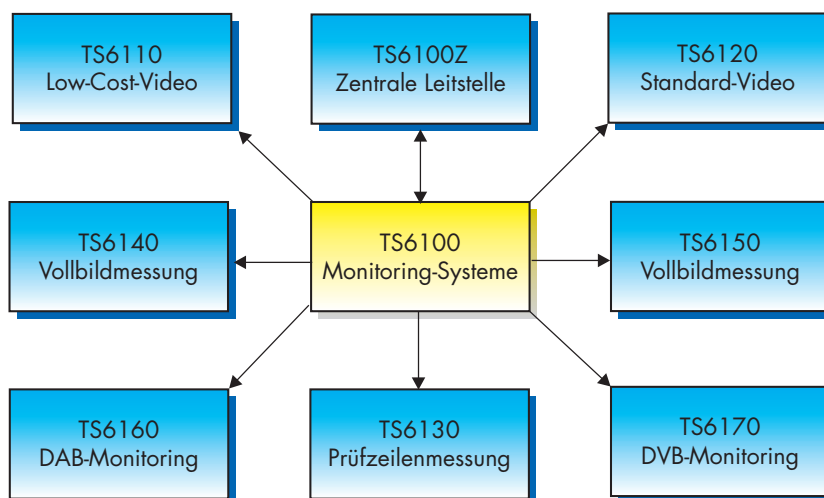 TS6110
Low-Cost-Video
TS6100Z
Zentrale Leitstelle
TS6120
Standard-Video
TS6140
Vollbildmessung
TS6100
Monitoring-Systeme
TS6150
Vollbildmessung
TS6160
DAB-Monitoring
TS6130
Prüfzeilenmessung
TS6170
DVB-Monitoring